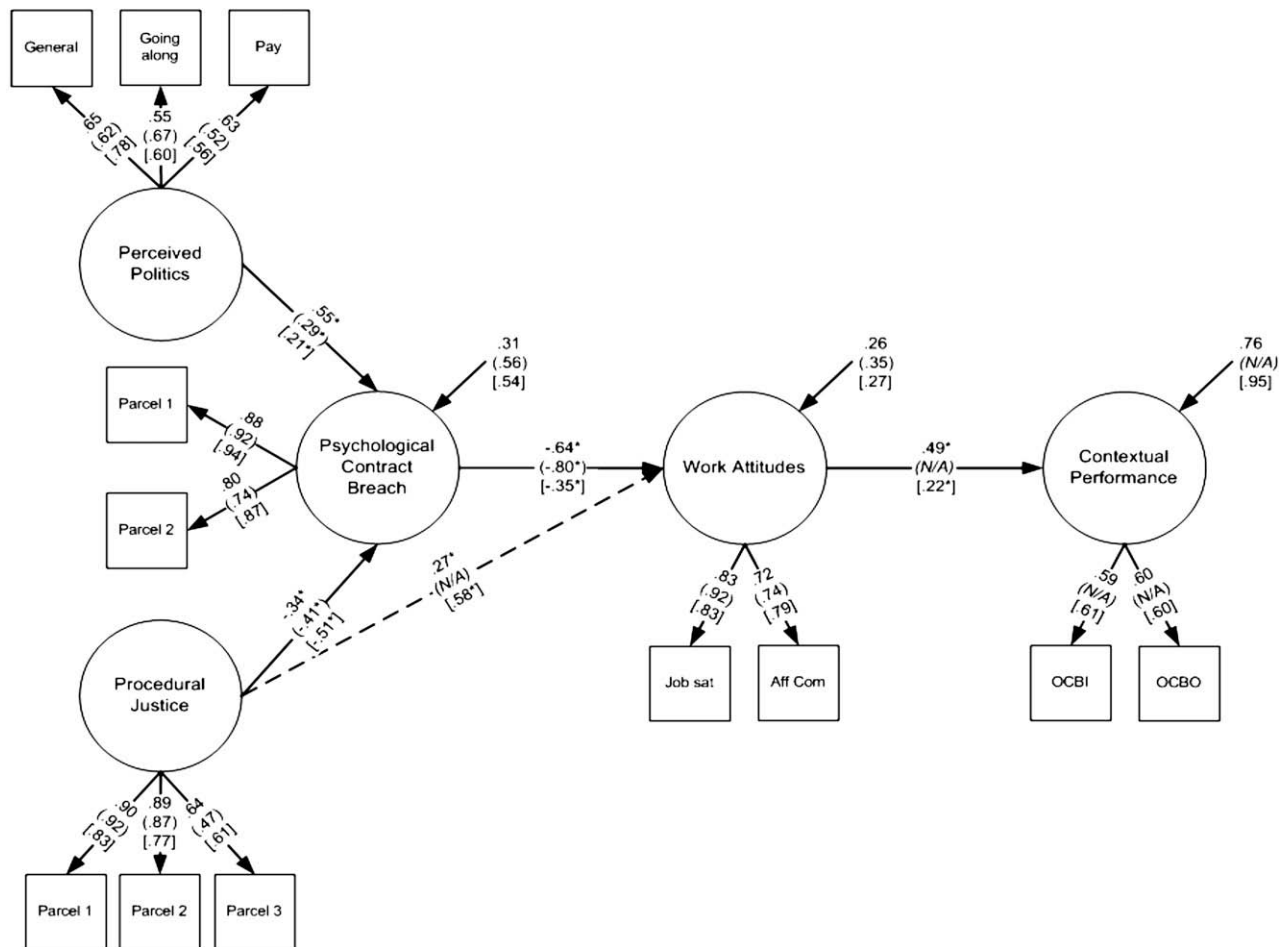 General
Going
along
Pay
.65
(.62)
[.78]
.55
(.67)
[.60]
.63
(.52)
[.56]
Perceived
Politics
.55*
(.29*)
[.21*]
Parcel 1
.88
(.92)
[.94]
.80
(.74)
[.87]
Parcel 2
Psychological
Contract
Breach
.31
(.56)
[.54]
-.64*
(-.80*)
[-.35*]
Work Attitudes
.26
(.35)
[.27]
.49*
(N/A)
[.22*]
Contextual
Performance
.76
(N/A)
[.95]
-.34*
(-.41*)
[-.51*]
.27*
(N/A)
[.58*]
.83
(.92)
[.83]
.72
(.74)
[.79]
Job sat
Aff Com
.59
(N/A)
[.61]
.60
(N/A)
[.60]
OCBI
OCBO
Procedural
Justice
.90
(.92)
[.83]
.89
(.87)
[.77]
.64
(.47)
[.61]
Parcel 1
Parcel 2
Parcel 3